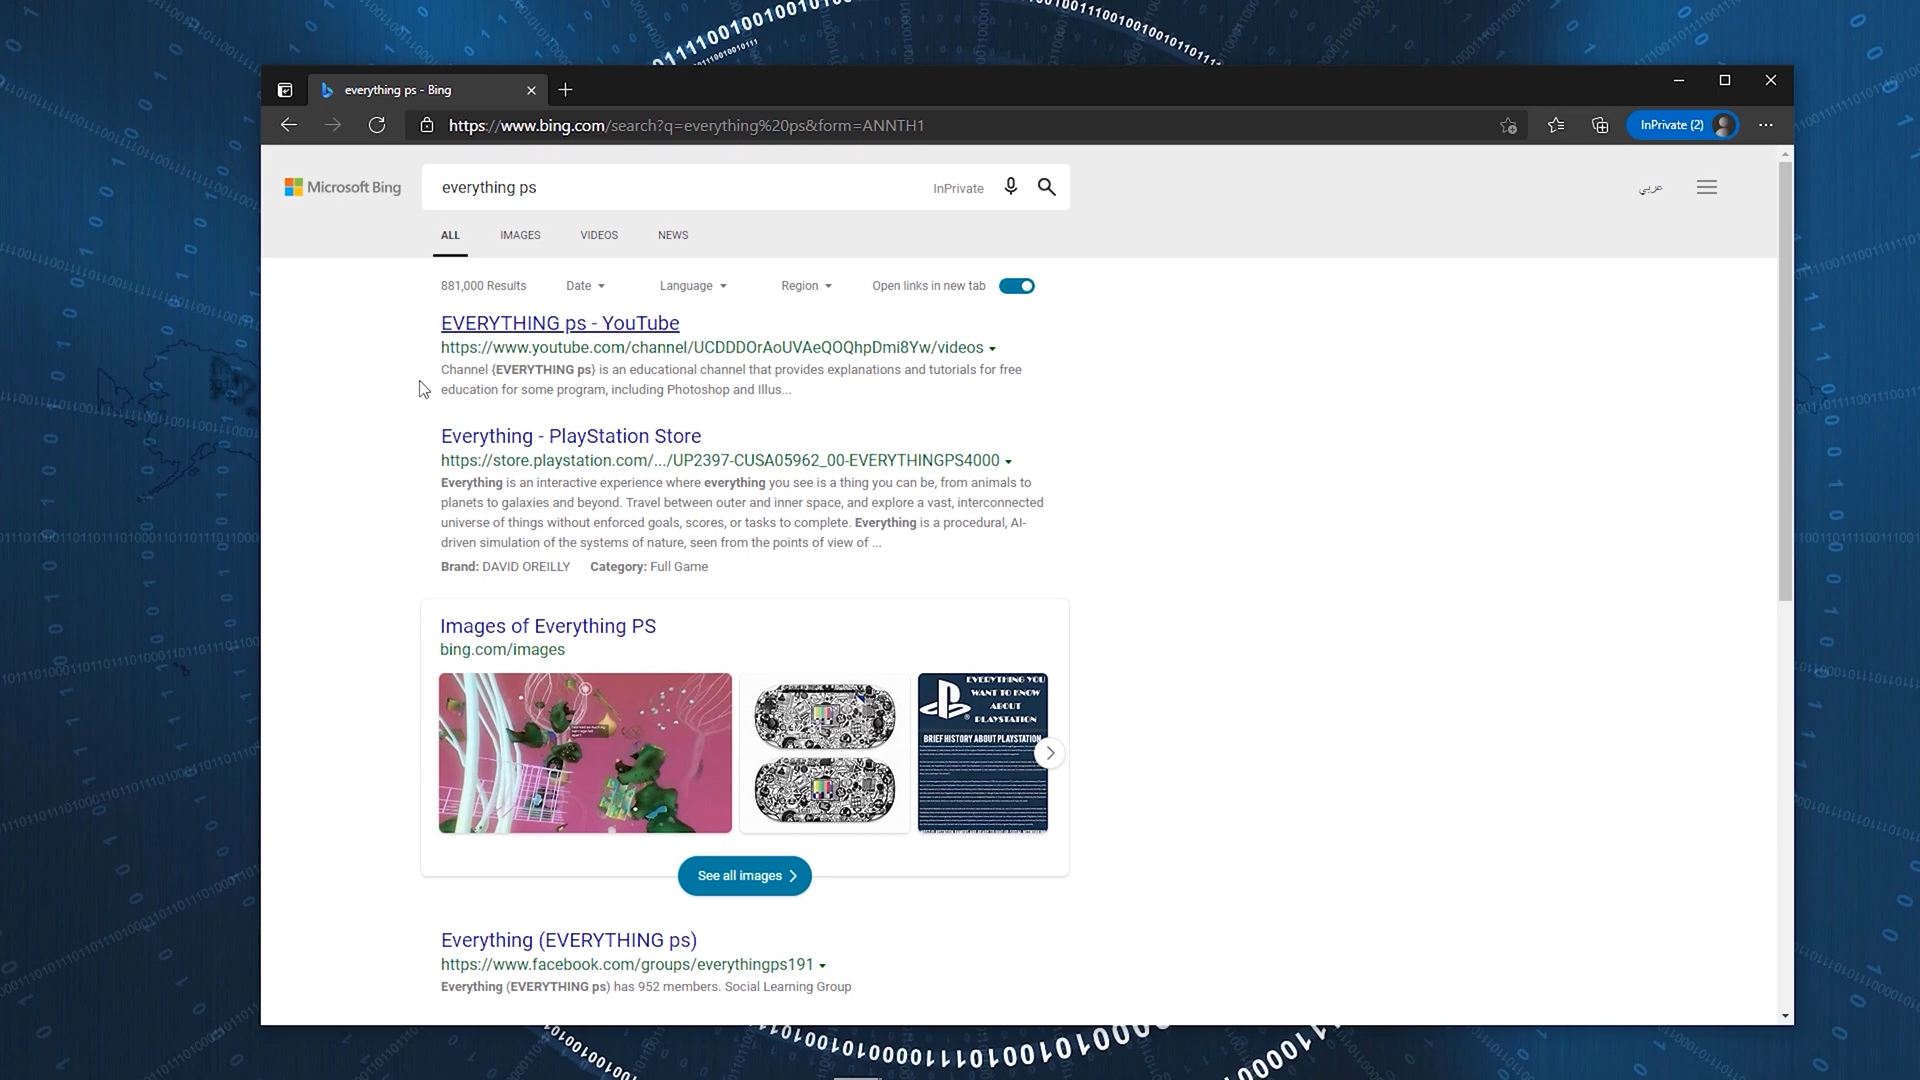 everything ps - Bing
https://www.bing.com/search?q=everything%20ps&form=ANNTH1
InPrivate (2)
Microsoft Bing
everything ps
InPrivate
عربي
ALL IMAGES VIDEOS NEWS
881,000 Results Date Language Region Open links in new tab
EVERYTHING ps - YouTube
https://www.youtube.com/channel/UCDDDOrAoUVAeQOQhpDmi8Yw/videos
Channel {EVERYTHING ps} is an educational channel that provides explanations and tutorials for free
education for some program, including Photoshop and Illus...
Everything - PlayStation Store
https://store.playstation.com/.../UP2397-CUSA05962_00-EVERYTHINGPS4000
Everything is an interactive experience where everything you see is a thing you can be, from animals to
planets to galaxies and beyond. Travel between outer and inner space, and explore a vast, interconnected
universe of things without enforced goals, scores, or tasks to complete. Everything is a procedural, AI-
driven simulation of the systems of nature, seen from the points of view of ...
Brand: DAVID OREILLY Category: Full Game
Images of Everything PS
bing.com/images
EVERYTHING YOU
WANT TO KNOW
ABOUT
PLAYSTATION
BRIEF HISTORY ABOUT PLAYSTATION
See all images
Everything (EVERYTHING ps)
https://www.facebook.com/groups/everythingps191
Everything (EVERYTHING ps) has 952 members. Social Learning Group